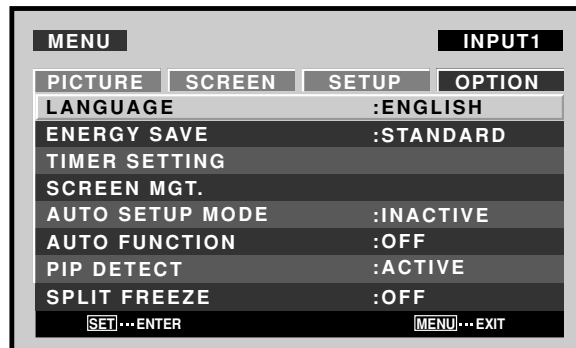 MENU INPUT1
PICTURE SCREEN SETUP OPTION
LANGUAGE :ENGLISH
ENERGY SAVE :STANDARD
TIMER SETTING
SCREEN MGT.
AUTO SETUP MODE :INACTIVE
AUTO FUNCTION :OFF
PIP DETECT :ACTIVE
SPLIT FREEZE :OFF
SET···ENTER MENU···EXIT